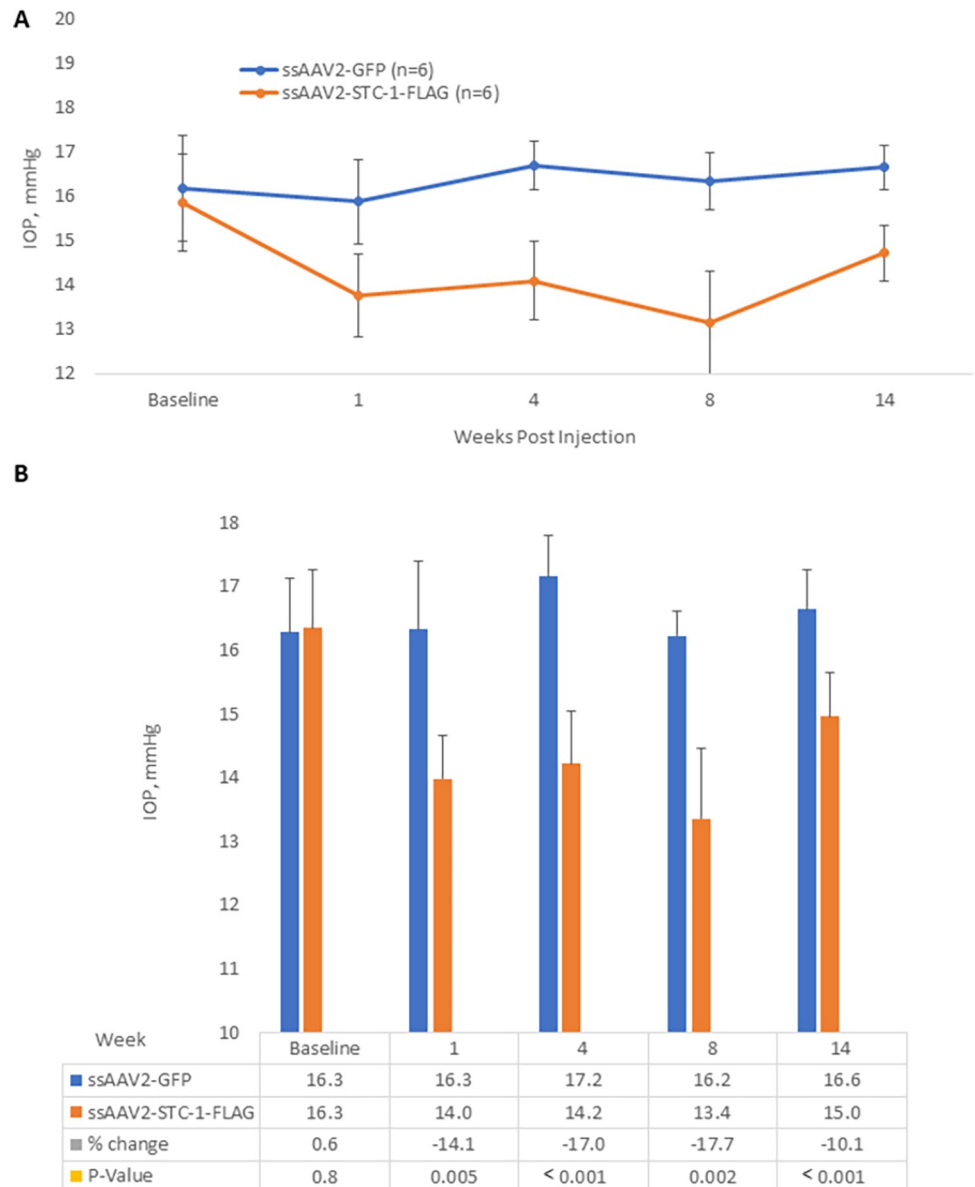 A
20
19
ssAAV2-GFP (n=6)
ssAAV2-STC-1-FLAG (n=6)
18
17
16
15
14
13
12
IOP, mmHg
Baseline 1 4 8 14
Weeks Post Injection
B
18
17
16
15
14
13
12
11
10
IOP, mmHg
Week Baseline 1 4 8 14
ssAAV2-GFP 16.3 16.3 17.2 16.2 16.6
ssAAV2-STC-1-FLAG 16.3 14.0 14.2 13.4 15.0
% change 0.6 -14.1 -17.0 -17.7 -10.1
P-Value 0.8 0.005 < 0.001 0.002 < 0.001